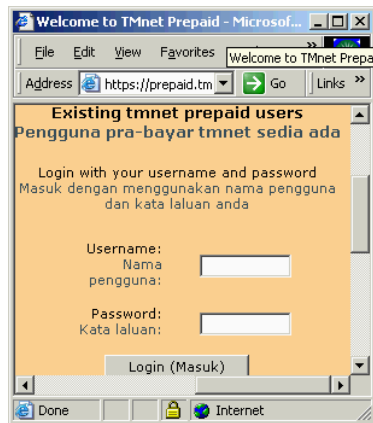 Welcome to TMnet Prepaid - Microsof...
File Edit View Favorites »
Welcome to TMnet Prepa
Address https://prepaid.tm Go Links »
Existing tmnet prepaid users
Pengguna pra-bayar tmnet sedia ada
Login with your username and password
Masuk dengan menggunakan nama pengguna
dan kata laluan anda
Username:
Nama
pengguna:
Password:
Kata laluan:
Login (Masuk)
Done Internet